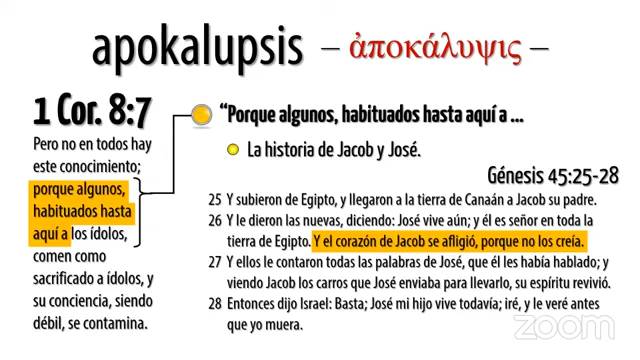 apokalupsis – ἀποκάλυψις –
1 Cor. 8:7
Pero no en todos hay
este conocimiento;
porque algunos,
habituados hasta
aquí a los ídolos,
comen como
sacrificado a ídolos, y
su conciencia, siendo
débil, se contamina.
“Porque algunos, habituados hasta aquí a ...
La historia de Jacob y José.
Génesis 45:25-28
25 Y subieron de Egipto, y llegaron a la tierra de Canaán a Jacob su padre.
26 Y le dieron las nuevas, diciendo: José vive aún; y él es señor en toda la
tierra de Egipto. Y el corazón de Jacob se afligió, porque no los creía.
27 Y ellos le contaron todas las palabras de José, que él les había hablado; y
viendo Jacob los carros que José enviaba para llevarlo, su espíritu revivió.
28 Entonces dijo Israel: Basta; José mi hijo vive todavía; iré, y le veré antes
que yo muera.
zoom